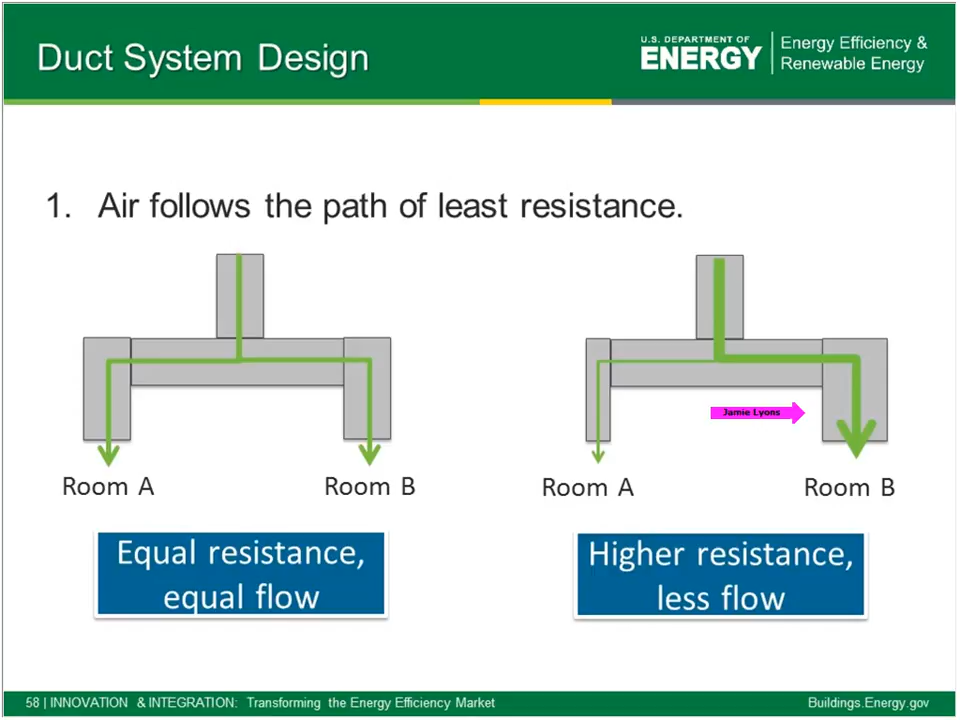 Duct System Design
U.S. DEPARTMENT OF
ENERGY
Energy Efficiency &
Renewable Energy
1. Air follows the path of least resistance.
Jamie Lyons
Room A
Room B
Room A
Room B
Equal resistance,
equal flow
Higher resistance,
less flow
58 | INNOVATION & INTEGRATION: Transforming the Energy Efficiency Market
Buildings.Energy.gov